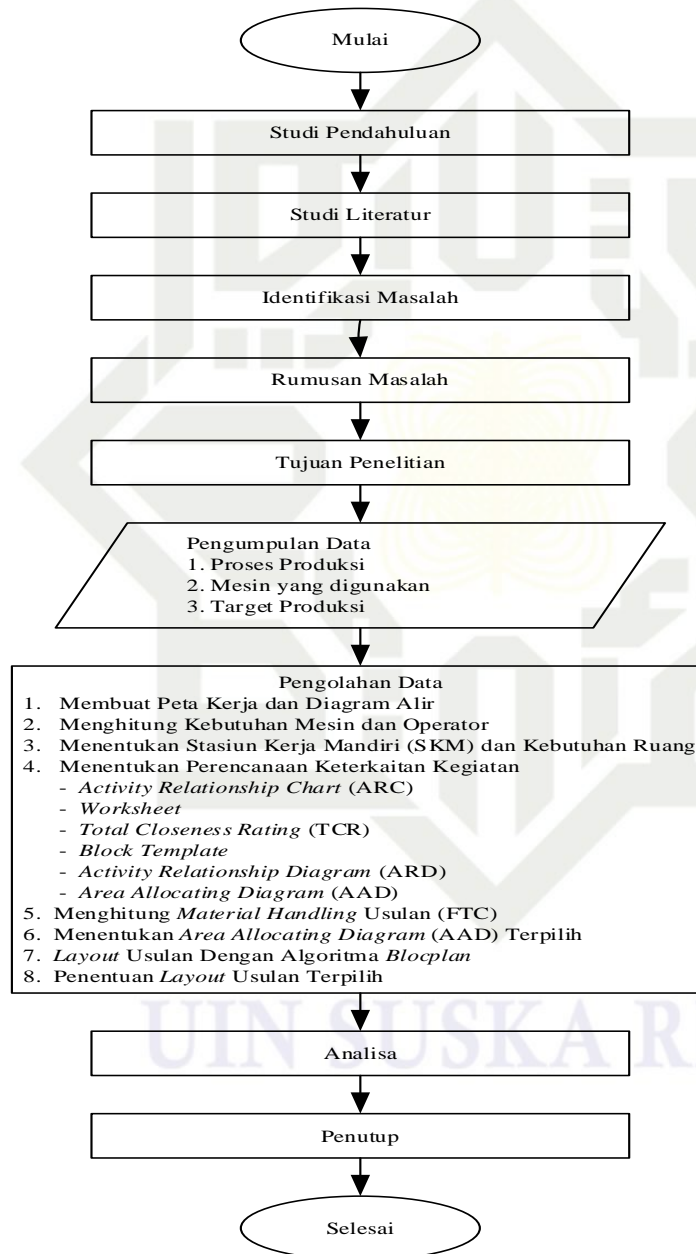 Mulai
Studi Pendahuluan
Studi Literatur
Identifikasi Masalah
Rumusan Masalah
Tujuan Penelitian
Pengumpulan Data
1. Proses Produksi
2. Mesin yang digunakan
3. Target Produksi
Pengolahan Data
1. Membuat Peta Kerja dan Diagram Alir
2. Menghitung Kebutuhan Mesin dan Operator
3. Menentukan Stasiun Kerja Mandiri (SKM) dan Kebutuhan Ruang
4. Menentukan Perencanaan Keterkaitan Kegiatan
- Activity Relationship Chart (ARC)
- Worksheet
- Total Closeness Rating (TCR)
- Block Template
- Activity Relationship Diagram (ARD)
- Area Allocating Diagram (AAD)
5. Menghitung Material Handling Usulan (FTC)
6. Menentukan Area Allocating Diagram (AAD) Terpilih
7. Layout Usulan Dengan Algoritma Blocplan
8. Penentuan Layout Usulan Terpilih
UIN SUSKA R
Analisa
Penutup
Selesai